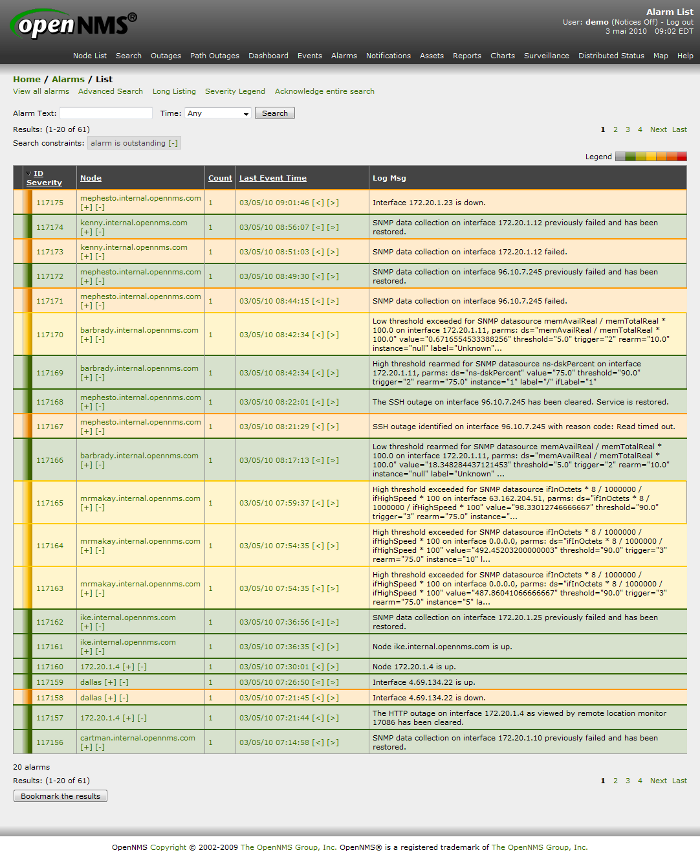 openNMS®
Alarm List
User: demo (Notices Off) - Log out
3 mai 2010 09:02 EDT
Node List Search Outages Path Outages Dashboard Events Alarms Notifications Assets Reports Charts Surveillance Distributed Status Map Help
Home / Alarms / List
View all alarms Advanced Search Long Listing Severity Legend Acknowledge entire search
Alarm Text: Time: Any Search
Results: (1-20 of 61) 1 2 3 4 Next Last
Search constraints: alarm is outstanding [-]
Legend
ID
Severity Node Count Last Event Time Log Msg
117175 mephesto.internal.opennms.com
[+] [-] 1 03/05/10 09:01:46 [<] [>] Interface 172.20.1.23 is down.
117174 kenny.internal.opennms.com
[+] [-] 1 03/05/10 08:56:07 [<] [>] SNMP data collection on interface 172.20.1.12 previously failed and has been
restored.
117173 kenny.internal.opennms.com
[+] [-] 1 03/05/10 08:51:03 [<] [>] SNMP data collection on interface 172.20.1.12 failed.
117172 mephesto.internal.opennms.com
[+] [-] 1 03/05/10 08:49:30 [<] [>] SNMP data collection on interface 96.10.7.245 previously failed and has been
restored.
117171 mephesto.internal.opennms.com
[+] [-] 1 03/05/10 08:44:15 [<] [>] SNMP data collection on interface 96.10.7.245 failed.
117170 barbrady.internal.opennms.com
[+] [-] 1 03/05/10 08:42:34 [<] [>] Low threshold exceeded for SNMP datasource memAvailReal / memTotalReal *
100.0 on interface 172.20.1.11, parms: ds="memAvailReal / memTotalReal *
100.0" value="0.6716554533388256" threshold="5.0" trigger="2" rearm="10.0"
instance="null" label="Unknown"...
117169 barbrady.internal.opennms.com
[+] [-] 1 03/05/10 08:42:34 [<] [>] High threshold rearmed for SNMP datasource ns-dskPercent on interface
172.20.1.11, parms: ds="ns-dskPercent" value="75.0" threshold="90.0"
trigger="2" rearm="75.0" instance="1" label="/" ifLabel="1"
117168 mephesto.internal.opennms.com
[+] [-] 1 03/05/10 08:22:01 [<] [>] The SSH outage on interface 96.10.7.245 has been cleared. Service is restored.
117167 mephesto.internal.opennms.com
[+] [-] 1 03/05/10 08:21:29 [<] [>] SSH outage identified on interface 96.10.7.245 with reason code: Read timed out.
117166 barbrady.internal.opennms.com
[+] [-] 1 03/05/10 08:17:13 [<] [>] Low threshold rearmed for SNMP datasource memAvailReal / memTotalReal *
100.0 on interface 172.20.1.11, parms: ds="memAvailReal / memTotalReal *
100.0" value="18.348284437121453" threshold="5.0" trigger="2" rearm="10.0"
instance="null" label="Unknown" ...
117165 mrmakay.internal.opennms.com
[+] [-] 1 03/05/10 07:59:37 [<] [>] High threshold exceeded for SNMP datasource ifInOctets * 8 / 1000000 /
ifHighSpeed * 100 on interface 63.162.204.51, parms: ds="ifInOctets * 8 /
1000000 / ifHighSpeed * 100" value="98.33012746666667" threshold="90.0"
trigger="3" rearm="75.0" instance="...
117164 mrmakay.internal.opennms.com
[+] [-] 1 03/05/10 07:54:35 [<] [>] High threshold exceeded for SNMP datasource ifInOctets * 8 / 1000000 /
ifHighSpeed * 100 on interface 0.0.0.0, parms: ds="ifInOctets * 8 / 1000000 /
ifHighSpeed * 100" value="492.45203200000003" threshold="90.0" trigger="3"
rearm="75.0" instance="10" l...
117163 mrmakay.internal.opennms.com
[+] [-] 1 03/05/10 07:54:35 [<] [>] High threshold exceeded for SNMP datasource ifInOctets * 8 / 1000000 /
ifHighSpeed * 100 on interface 0.0.0.0, parms: ds="ifInOctets * 8 / 1000000 /
ifHighSpeed * 100" value="487.86041066666667" threshold="90.0" trigger="3"
rearm="75.0" instance="5" la...
117162 ike.internal.opennms.com
[+] [-] 1 03/05/10 07:36:56 [<] [>] SNMP data collection on interface 172.20.1.25 previously failed and has been
restored.
117161 ike.internal.opennms.com
[+] [-] 1 03/05/10 07:36:35 [<] [>] Node ike.internal.opennms.com is up.
117160 172.20.1.4 [+] [-] 1 03/05/10 07:30:01 [<] [>] Node 172.20.1.4 is up.
117159 dallas [+] [-] 1 03/05/10 07:26:50 [<] [>] Interface 4.69.134.22 is up.
117158 dallas [+] [-] 1 03/05/10 07:21:45 [<] [>] Interface 4.69.134.22 is down.
117157 172.20.1.4 [+] [-] 1 03/05/10 07:21:44 [<] [>] The HTTP outage on interface 172.20.1.4 as viewed by remote location monitor
17086 has been cleared.
117156 cartman.internal.opennms.com
[+] [-] 1 03/05/10 07:14:58 [<] [>] SNMP data collection on interface 172.20.1.10 previously failed and has been
restored.
20 alarms
Results: (1-20 of 61) 1 2 3 4 Next Last
Bookmark the results
OpenNMS Copyright © 2002-2009 The OpenNMS Group, Inc. OpenNMS® is a registered trademark of The OpenNMS Group, Inc.